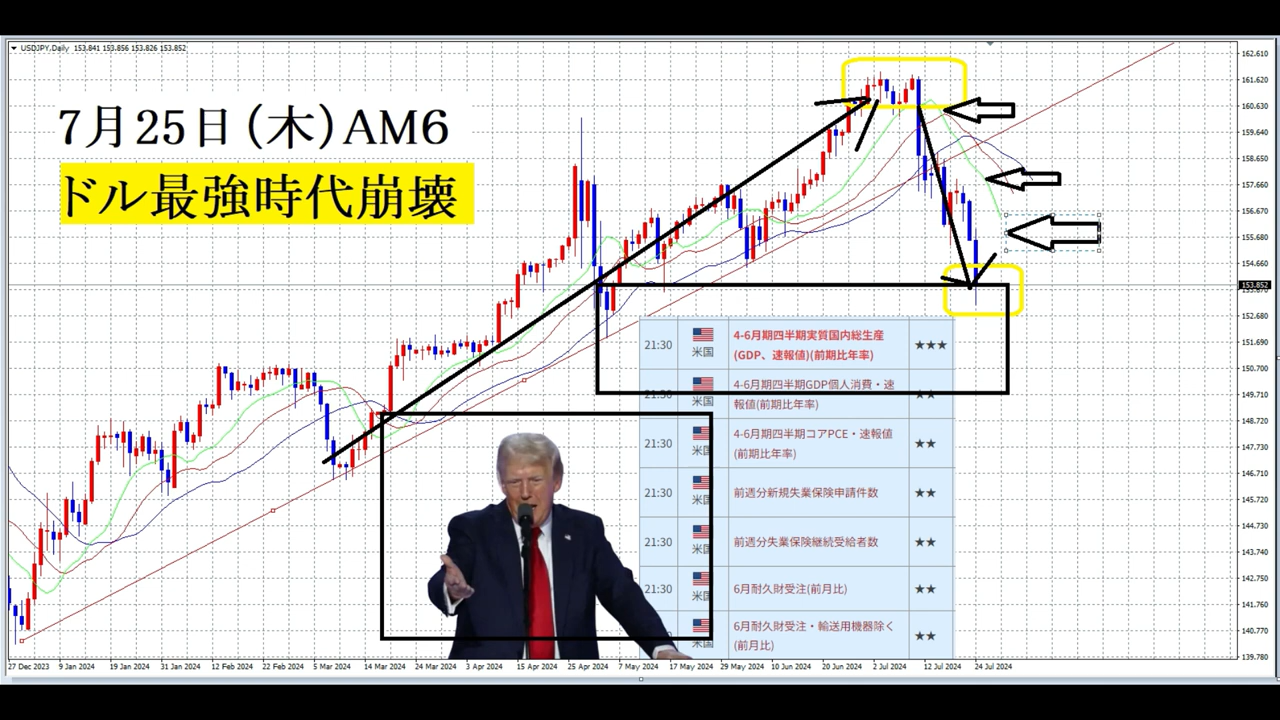 USDJPY,Daily 153.841 153.856 153.826 153.852
7月25日(木)AM6
ドル最強時代崩壊
162.610
161.620
160.630
159.640
158.650
157.660
156.670
155.680
154.660
153.852
153.670
152.680
151.690
150.700
149.710
148.720
147.730
146.710
145.720
144.730
143.740
142.750
141.760
140.770
139.780
21:30 米国 4-6月期四半期実質国内総生産
(GDP、速報値)(前期比年率) ★★★
21:30 4-6月期四半期GDP個人消費・速
米国 報値(前期比年率) ★★
21:30 米国 4-6月期四半期コアPCE・速報値
(前期比年率) ★★
21:30 米国 前週分新規失業保険申請件数 ★★
21:30 米国 前週分失業保険継続受給者数 ★★
21:30 米国 6月耐久財受注(前月比) ★★
米国 6月耐久財受注・輸送用機器除く
(前月比) ★★
27 Dec 2023 9 Jan 2024 19 Jan 2024 31 Jan 2024 12 Feb 2024 22 Feb 2024 5 Mar 2024 14 Mar 2024 24 Mar 2024 3 Apr 2024 15 Apr 2024 25 Apr 2024 7 May 2024 17 May 2024 29 May 2024 10 Jun 2024 20 Jun 2024 2 Jul 2024 12 Jul 2024 24 Jul 2024